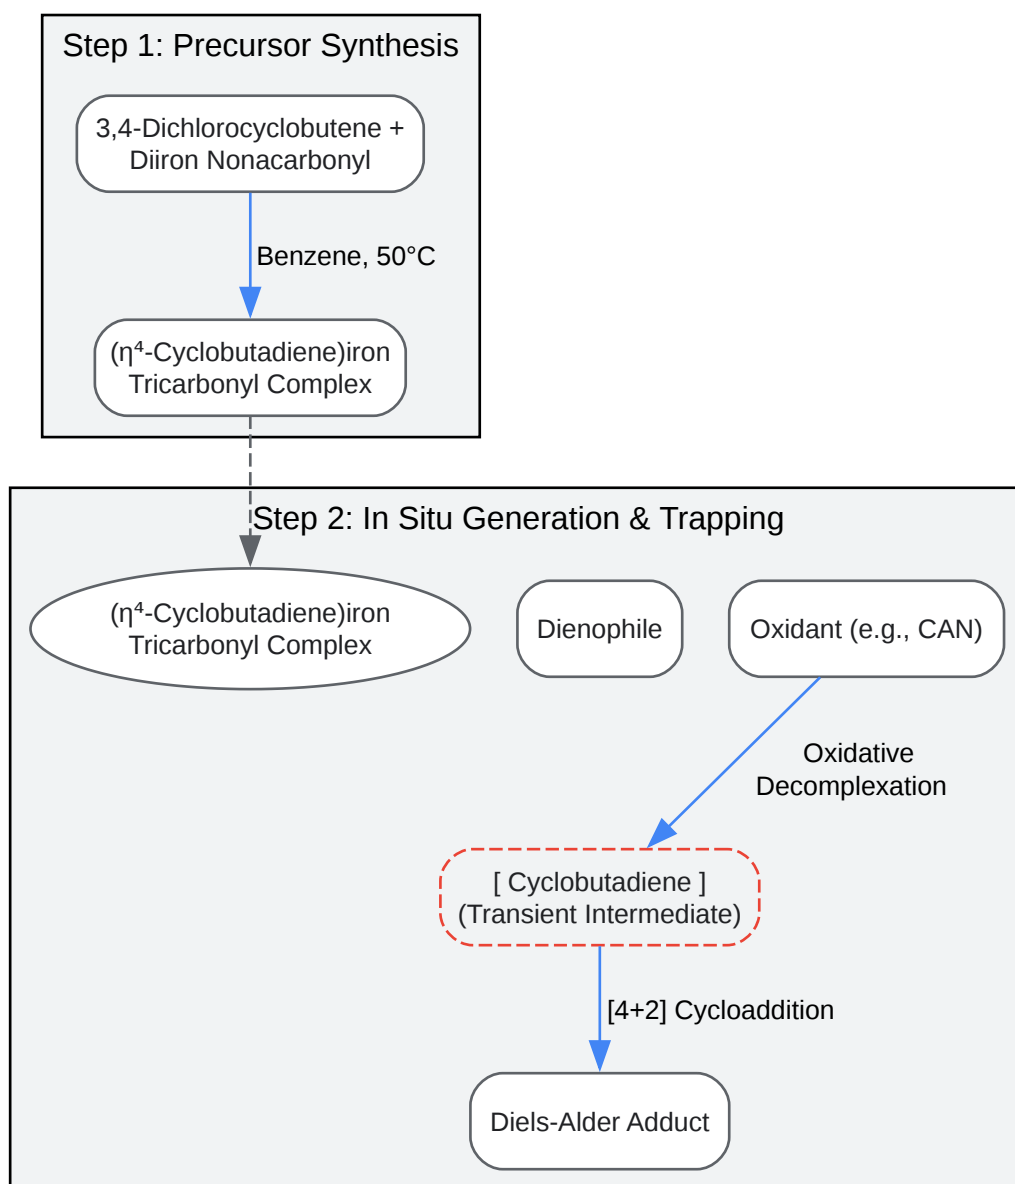 Step 1: Precursor Synthesis
3,4-Dichlorocyclobutene +
Diiron Nonacarbonyl
Benzene, 50°C
(η⁴-Cyclobutadiene)iron
Tricarbonyl Complex
Step 2: In Situ Generation & Trapping
(η⁴-Cyclobutadiene)iron
Tricarbonyl Complex
Dienophile
Oxidant (e.g., CAN)
Oxidative
Decomplexation
[ Cyclobutadiene ]
(Transient Intermediate)
[4+2] Cycloaddition
Diels-Alder Adduct